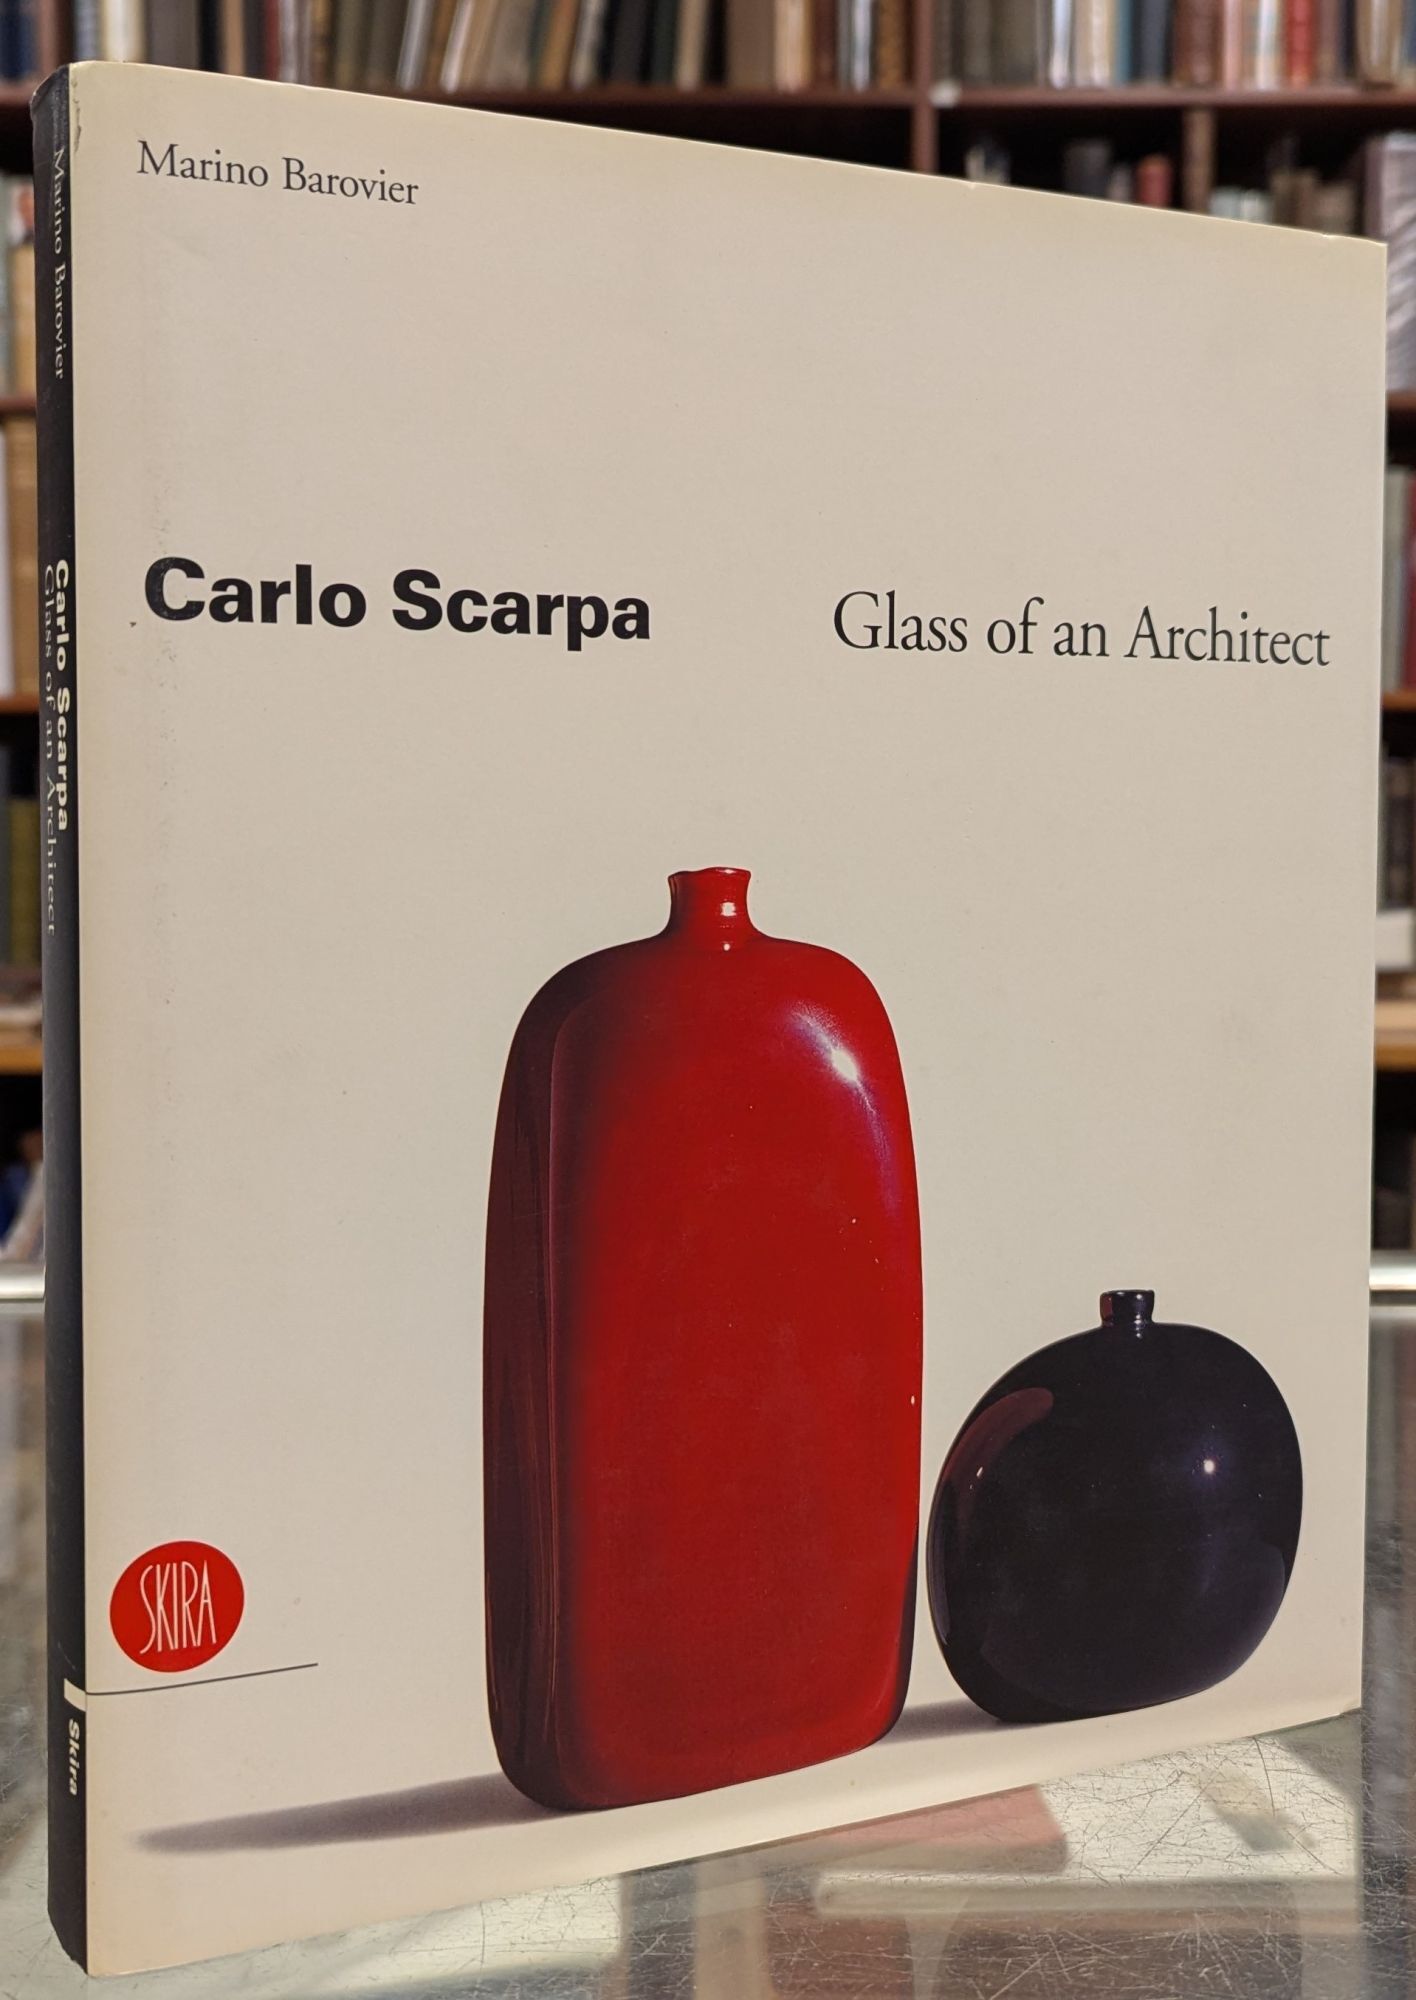 Marino Barovier
Carlo Scarpa Glass of an Architect
SKIRA
Marino Barovier
Carlo Scarpa
Glass of an Architect
Skira